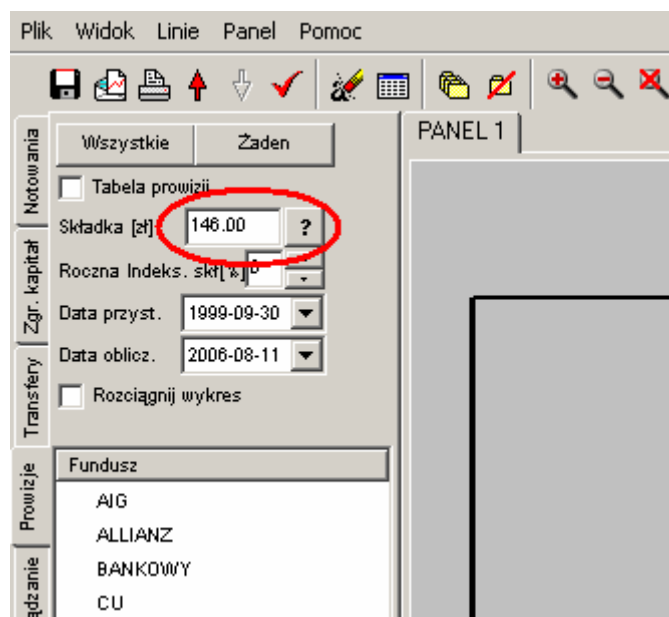 Plik Widok Linie Panel Pomoc
Notowania
Zgr. kapitał
Transfery
Prowizje
Wszystkie Żaden
Tabela prowizji
Składka [zł] 146.00 ?
Roczna Indeks. skł[%]
Data przyst. 1999-09-30
Data oblicz. 2006-08-11
Rozciągnij wykres
Fundusz
AIG
ALLIANZ
BANKOWY
CU
PANEL 1